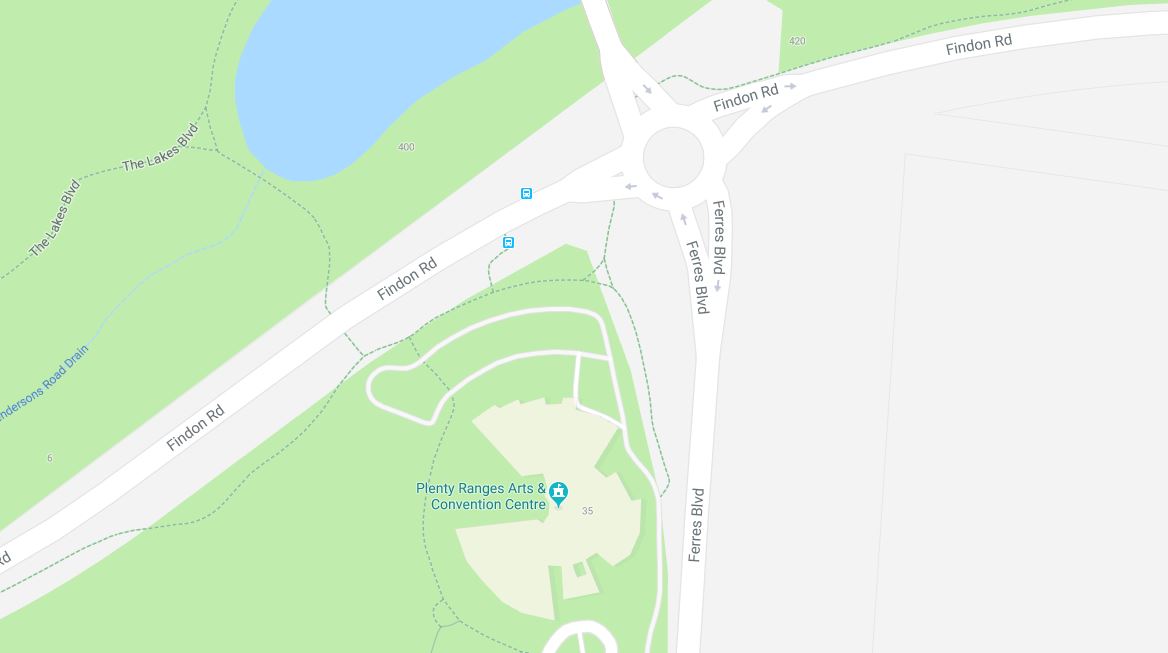 420
Findon Rd
Findon Rd
The Lakes Blvd
400
The Lakes Blvd
Ferres Blvd
Ferres Blvd
Findon Rd
ndersons Road Drain
Findon Rd
6
Plenty Ranges Arts &
Convention Centre
35
Ferres Blvd
Rd